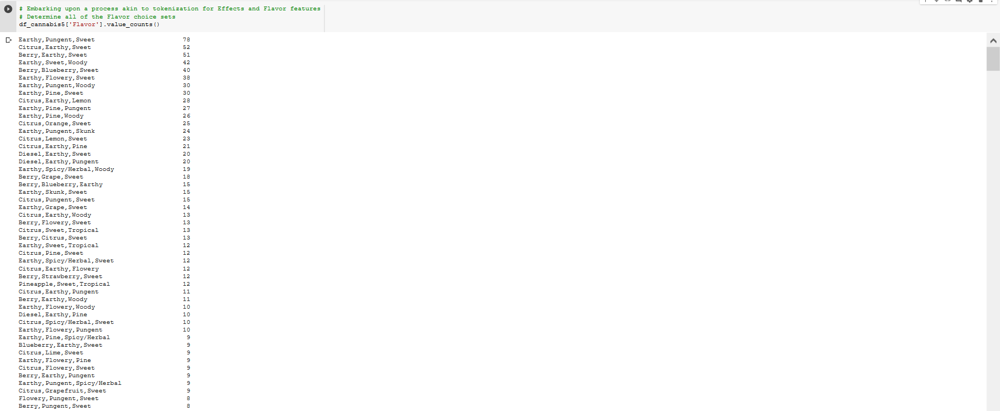 # Embarking upon a process akin to tokenization for Effects and Flavor features
# Determine all of the Flavor choice sets
df_cannabis5['Flavor'].value_counts()
Earthy,Pungent,Sweet 78
Citrus,Earthy,Sweet 52
Berry,Earthy,Sweet 51
Earthy,Sweet,Woody 42
Berry,Blueberry,Sweet 40
Earthy,Flowery,Sweet 38
Earthy,Pungent,Woody 30
Earthy,Pine,Sweet 30
Citrus,Earthy,Lemon 28
Earthy,Pine,Pungent 27
Earthy,Pine,Woody 26
Citrus,Orange,Sweet 25
Earthy,Pungent,Skunk 24
Citrus,Lemon,Sweet 23
Citrus,Earthy,Pine 21
Diesel,Earthy,Sweet 20
Diesel,Earthy,Pungent 20
Earthy,Spicy/Herbal,Woody 19
Berry,Grape,Sweet 18
Berry,Blueberry,Earthy 15
Earthy,Skunk,Sweet 15
Citrus,Pungent,Sweet 15
Earthy,Grape,Sweet 14
Citrus,Earthy,Woody 13
Berry,Flowery,Sweet 13
Citrus,Sweet,Tropical 13
Berry,Citrus,Sweet 13
Earthy,Sweet,Tropical 12
Citrus,Pine,Sweet 12
Earthy,Spicy/Herbal,Sweet 12
Citrus,Earthy,Flowery 12
Berry,Strawberry,Sweet 12
Pineapple,Sweet,Tropical 12
Citrus,Earthy,Pungent 11
Berry,Earthy,Woody 11
Earthy,Flowery,Woody 10
Diesel,Earthy,Pine 10
Citrus,Spicy/Herbal,Sweet 10
Earthy,Flowery,Pungent 10
Earthy,Pine,Spicy/Herbal 9
Blueberry,Earthy,Sweet 9
Citrus,Lime,Sweet 9
Earthy,Flowery,Pine 9
Citrus,Flowery,Sweet 9
Berry,Earthy,Pungent 9
Earthy,Pungent,Spicy/Herbal 9
Citrus,Grapefruit,Sweet 9
Flowery,Pungent,Sweet 8
Berry,Pungent,Sweet 8